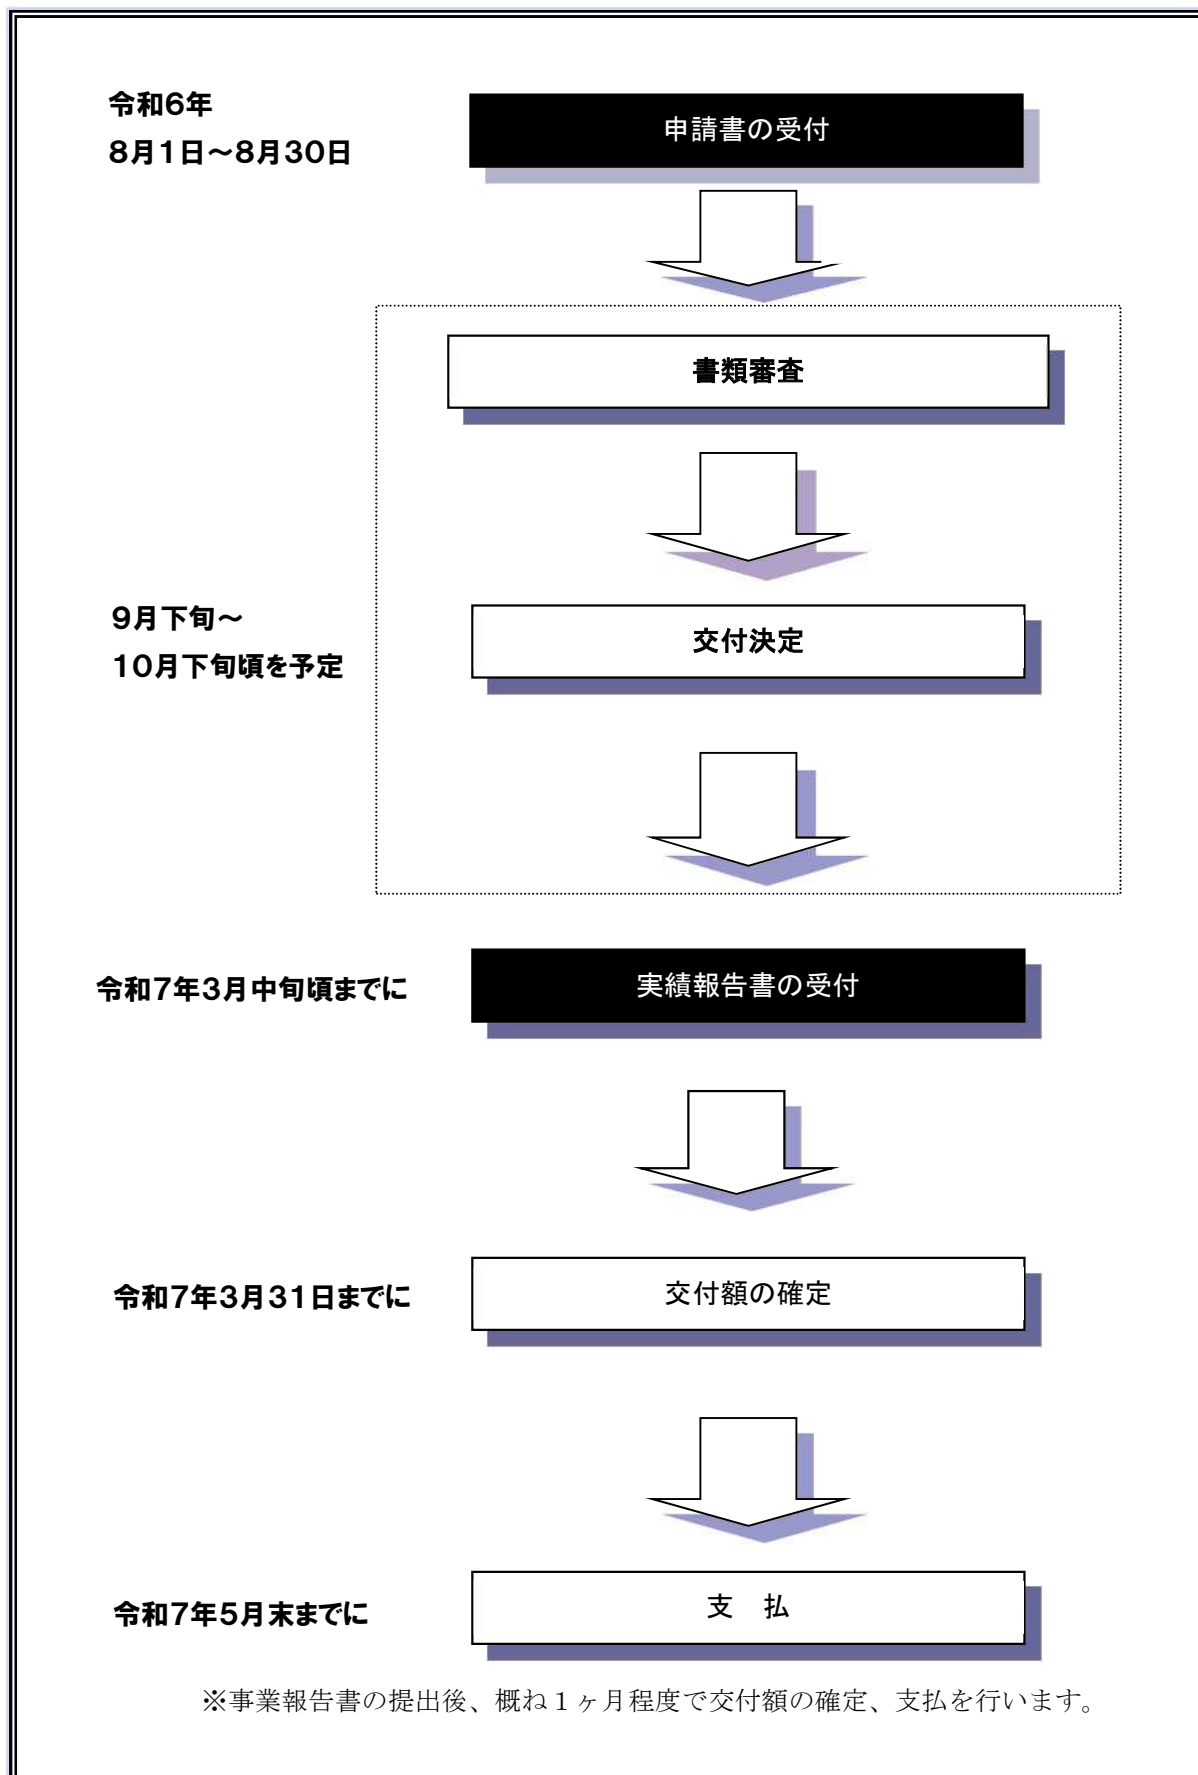 令和6年
8月1日～8月30日
申請書の受付
書類審査
9月下旬～
10月下旬頃を予定
交付決定
令和7年3月中旬頃までに
実績報告書の受付
令和7年3月31日までに
交付額の確定
令和7年5月末までに
支　払
※事業報告書の提出後、概ね１ヶ月程度で交付額の確定、支払を行います。